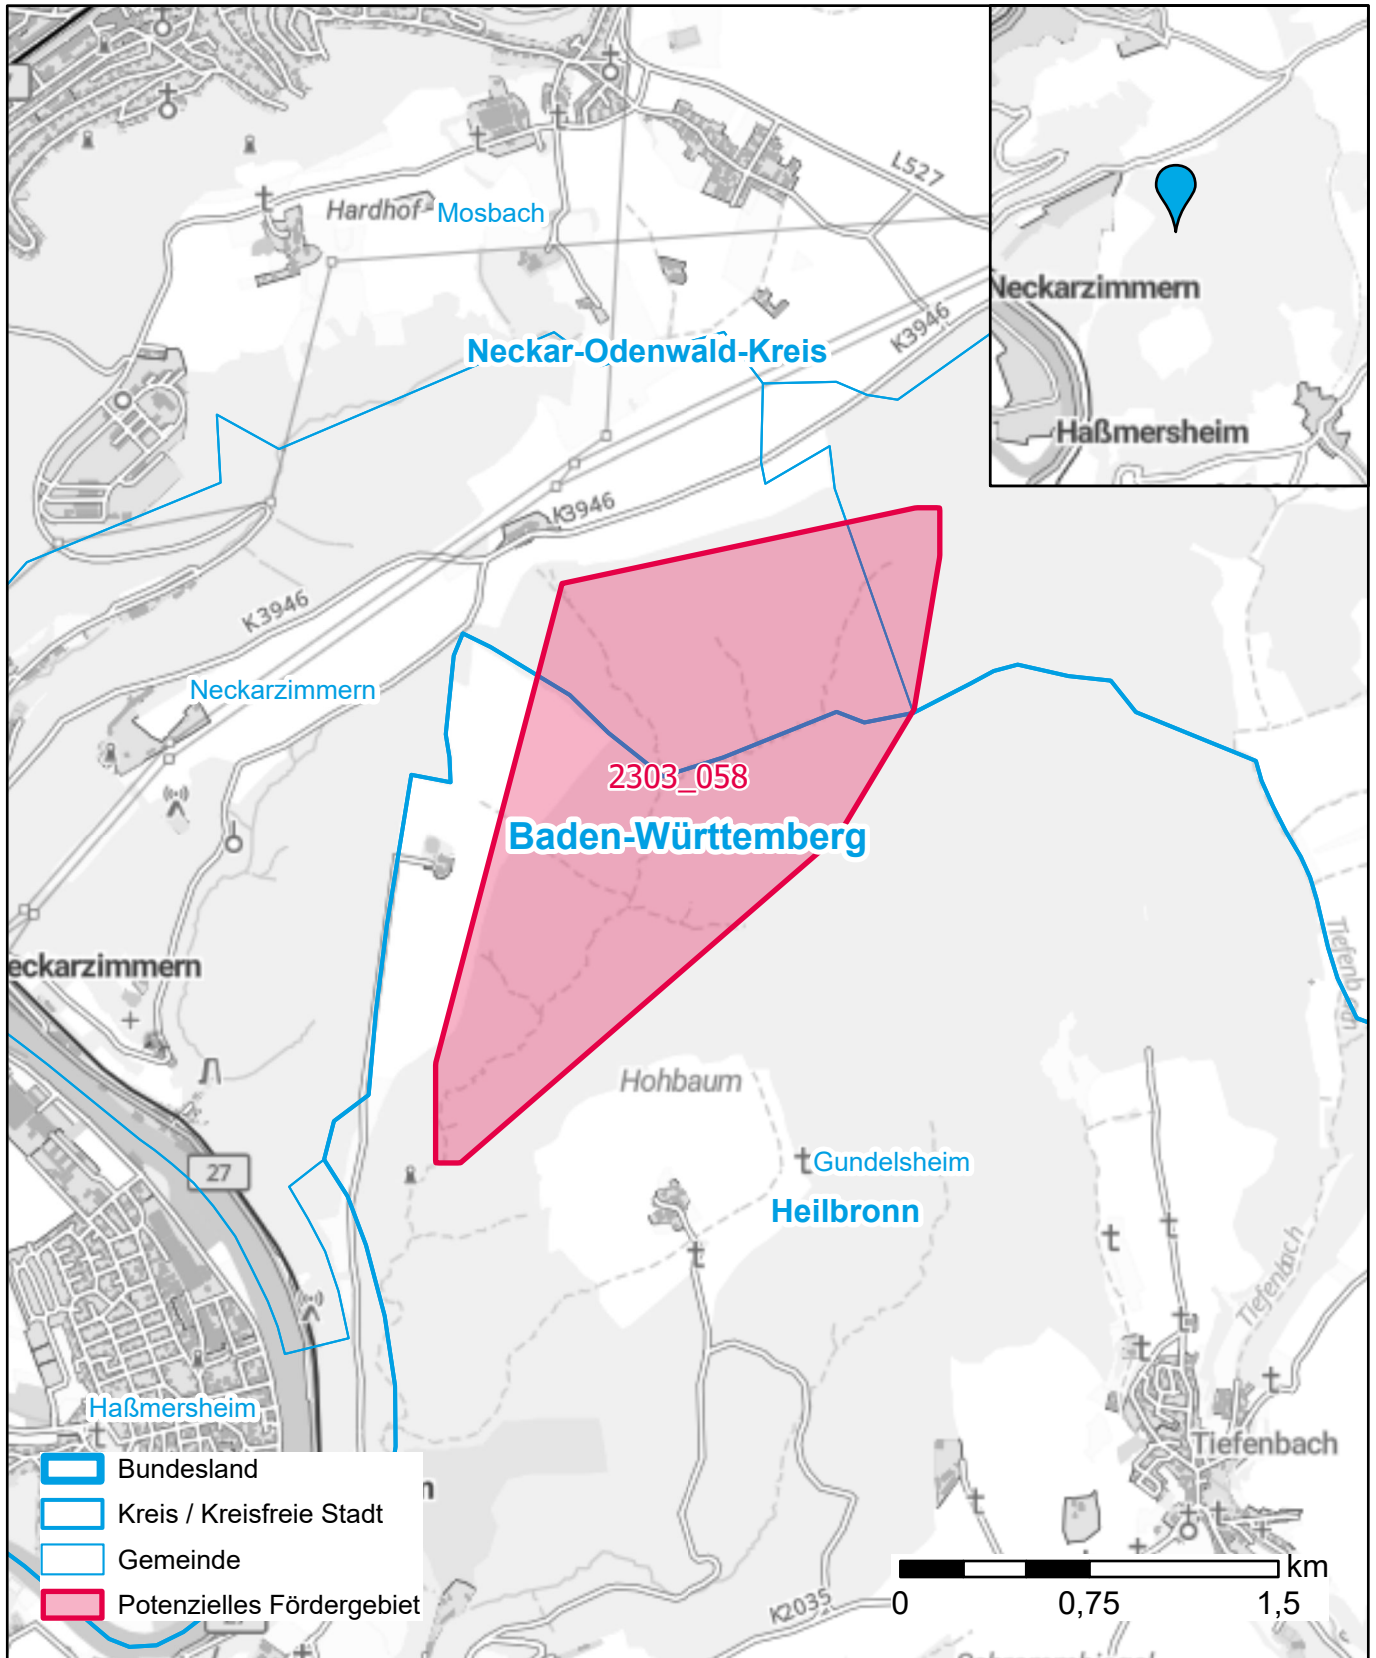 L527
Hardhof
Mosbach
Neckarzimmern
Neckar-Odenwald-Kreis
K3946
Haßmersheim
K3946
K3946
Neckarzimmern
2303_058
Baden-Württemberg
eckarzimmern
Tiefenbach
Hohbaum
27
Gundelsheim
Heilbronn
Tiefenbach
Haßmersheim
Tiefenbach
Bundesland
n
Kreis / Kreisfreie Stadt
Gemeinde
Potenzielles Fördergebiet
K2035
km
0 0,75 1,5